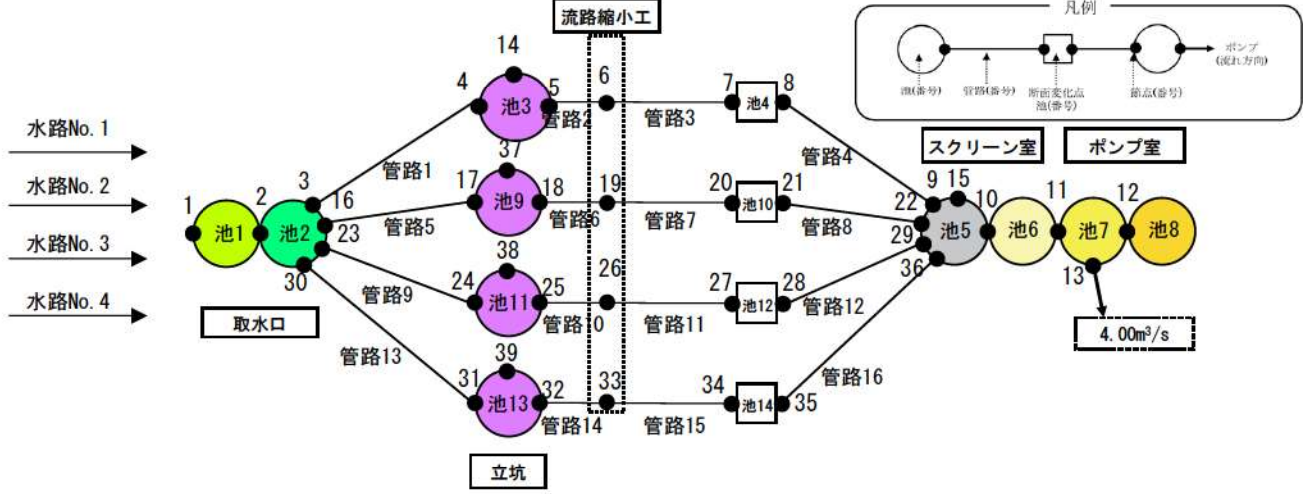 流路縮小工
凡例
ポンプ
(流れ方向)
池(番号)
管路(番号)
断面変化点
池(番号)
節点(番号)
水路No.1
水路No.2
水路No.3
水路No.4
14
4
池3
5
6
7
池4
8
管路1
管路2
管路3
管路4
スクリーン室
ポンプ室
37
17
池9
18
19
20
池10
21
管路5
管路6
管路7
管路8
1
池1
2
池2
3
16
23
30
9
15
22
29
36
池5
10
池6
11
池7
12
池8
13
4.00m³/s
38
24
池11
25
26
27
池12
28
管路9
管路10
管路11
管路12
取水口
39
31
池13
32
33
34
池14
35
管路13
管路14
管路15
管路16
立坑